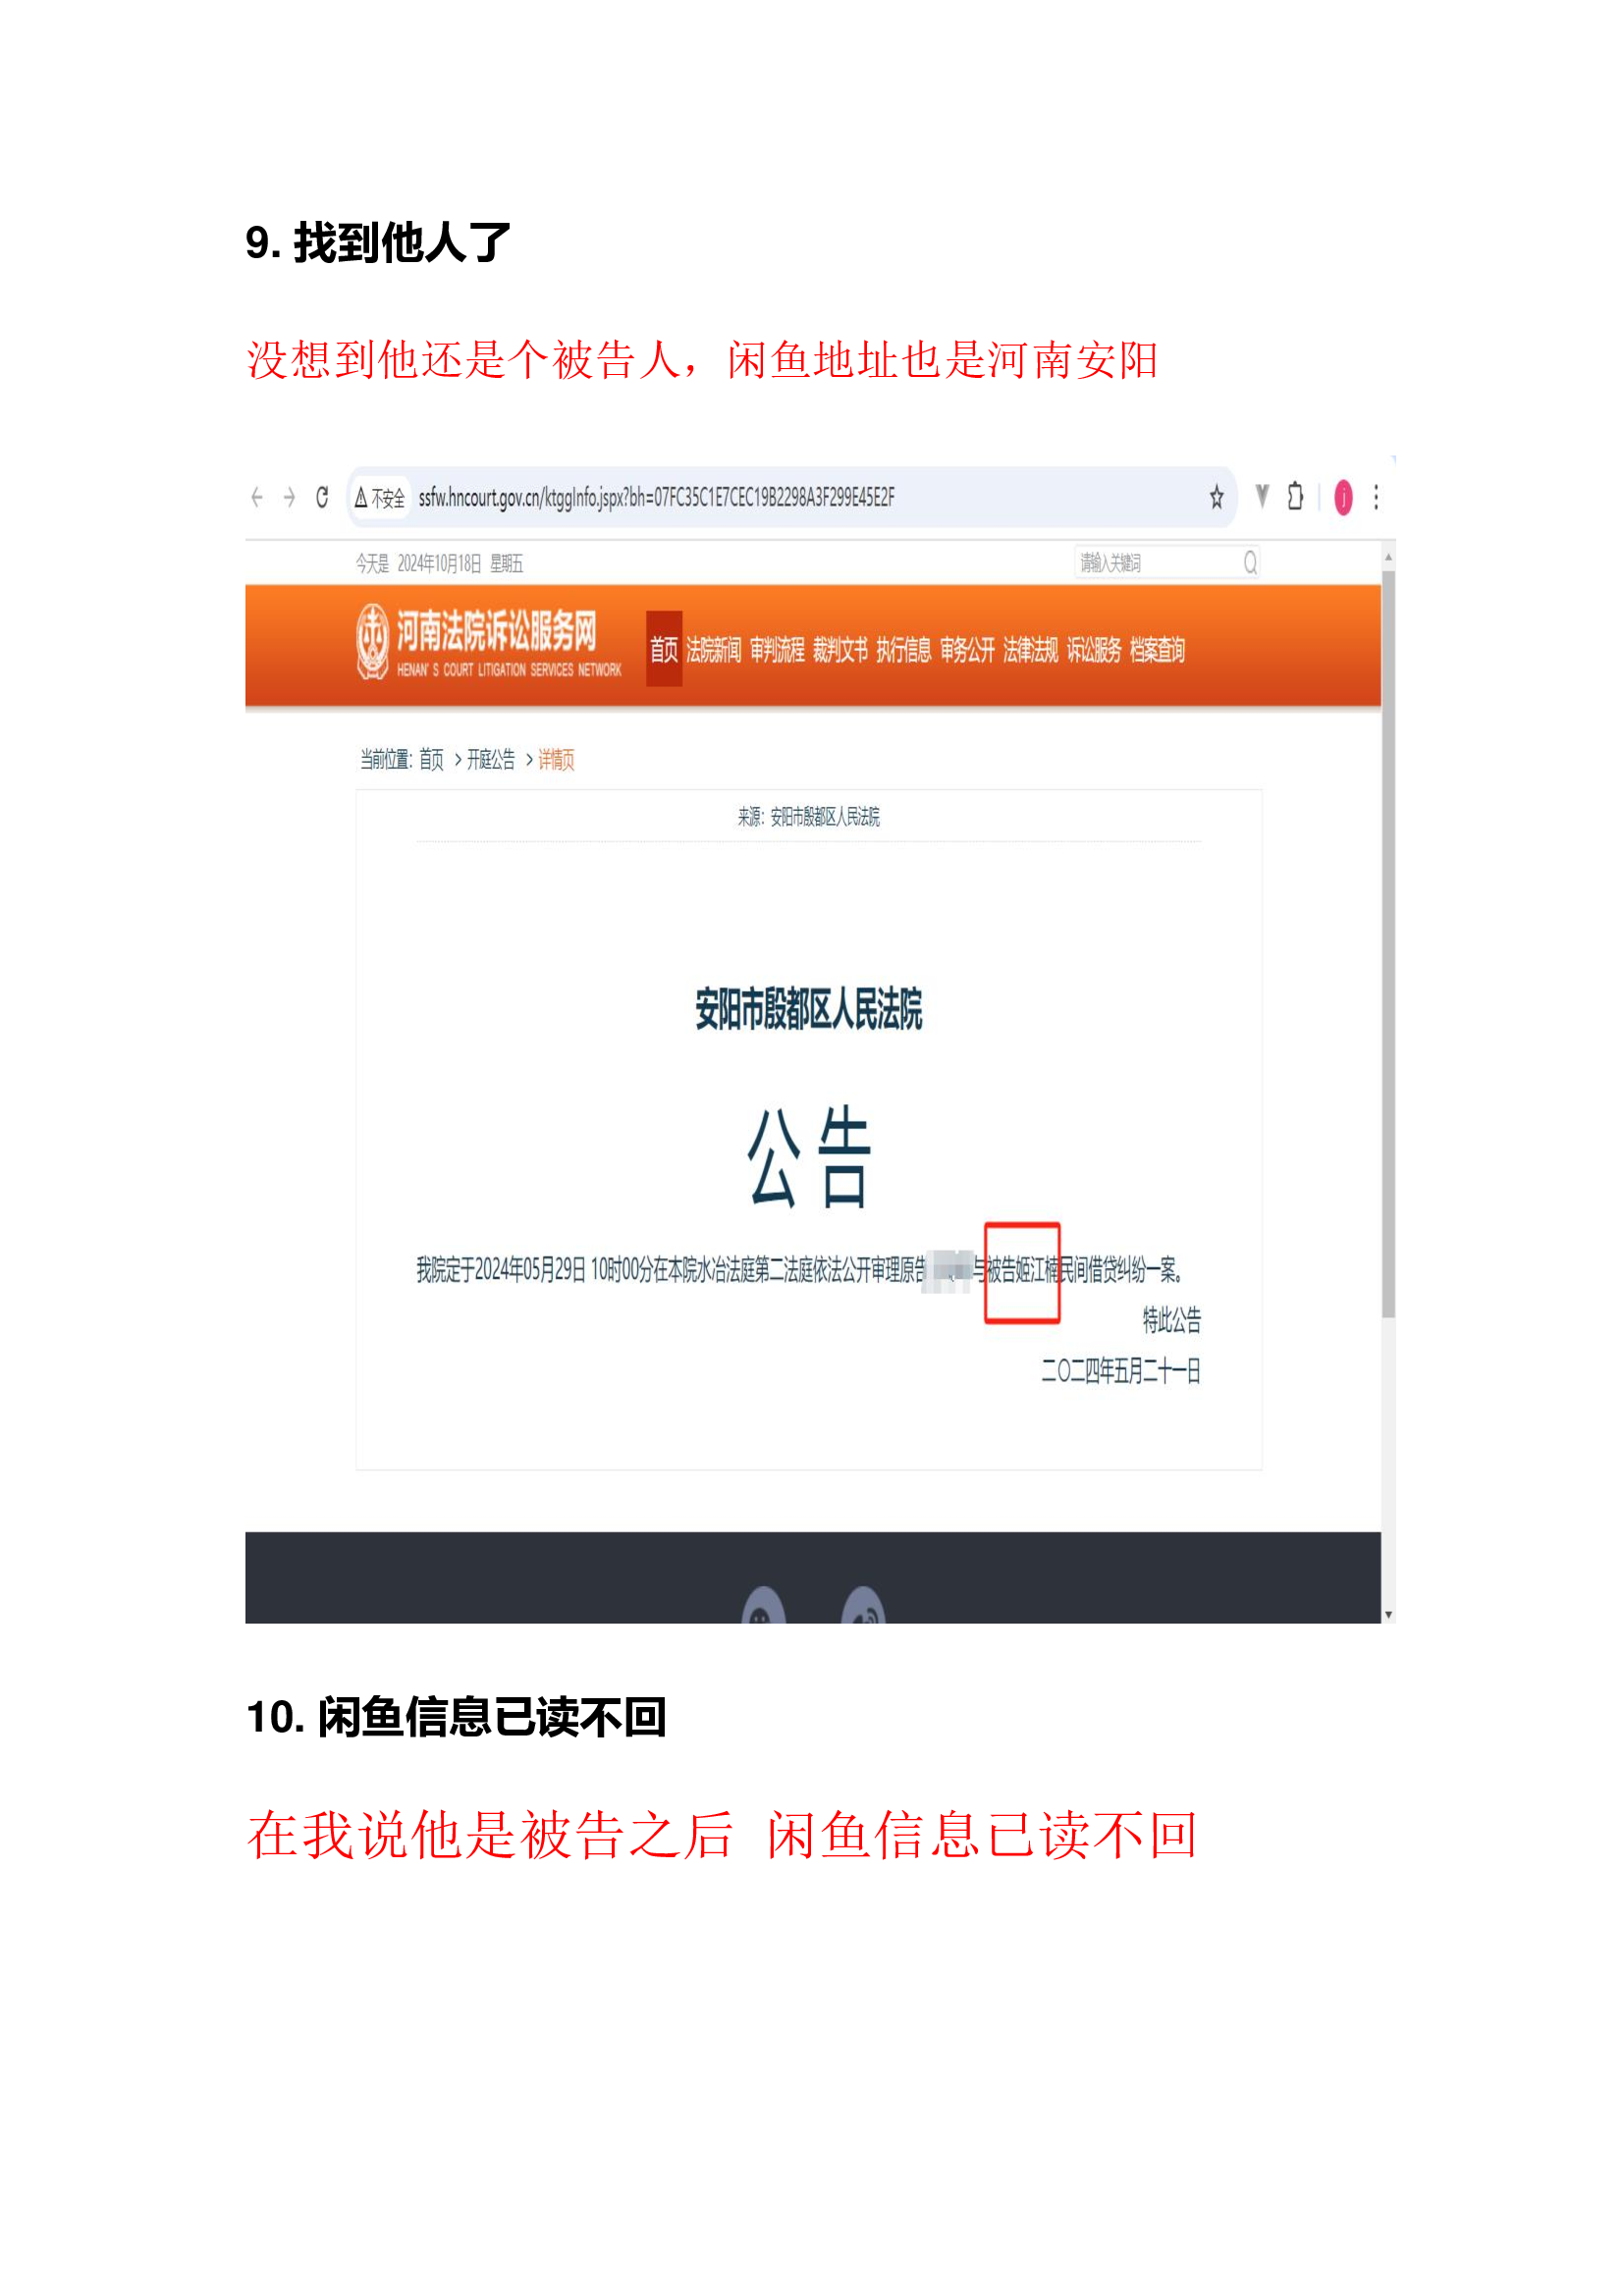 9. 找到他人了
没想到他还是个被告人，闲鱼地址也是河南安阳
不安全 ssfw.hncourt.gov.cn/ktggInfo.jspx?bh=07FC35C1E7CEC19B2298A3F299E45E2F
j
今天是 2024年10月18日 星期五
请输入关键词
河南法院诉讼服务网
HENAN' S COURT LITIGATION SERVICES NETWORK
首页 法院新闻 审判流程 裁判文书 执行信息 审务公开 法律法规 诉讼服务 档案查询
当前位置：首页 > 开庭公告 > 详情页
来源：安阳市殷都区人民法院
安阳市殷都区人民法院
公告
我院定于2024年05月29日 10时00分在本院水冶法庭第二法庭依法公开审理原告与被告姬江楠民间借贷纠纷一案。
特此公告
二〇二四年五月二十一日
10. 闲鱼信息已读不回
在我说他是被告之后 闲鱼信息已读不回